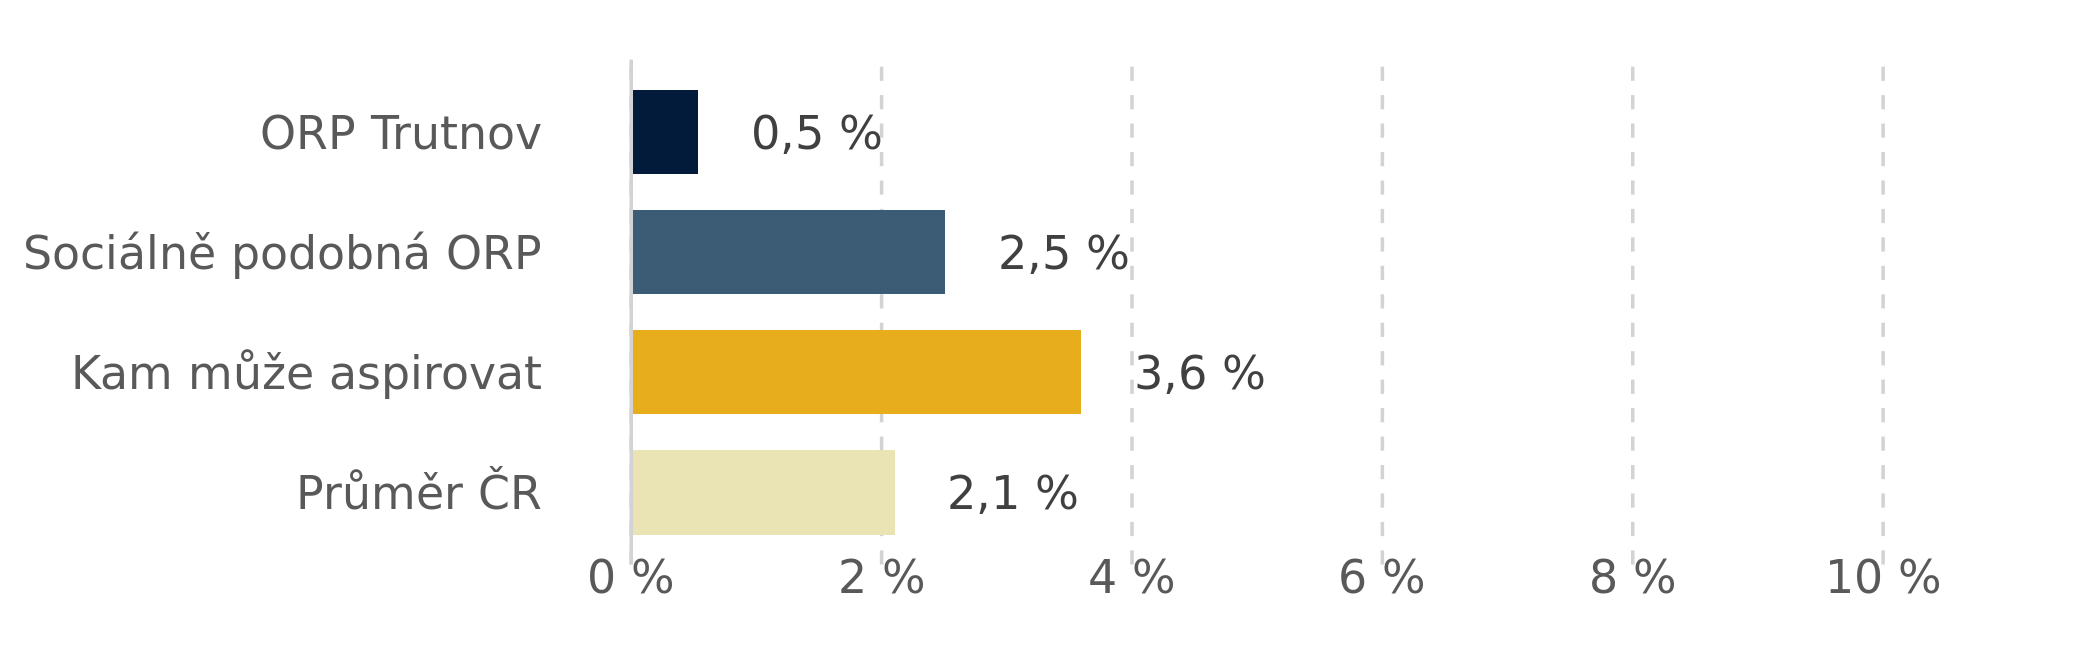 ORP Trutnov 0,5 %
Sociálně podobná ORP 2,5 %
Kam může aspirovat 3,6 %
Průměr ČR 2,1 %
0 % 2 % 4 % 6 % 8 % 10 %